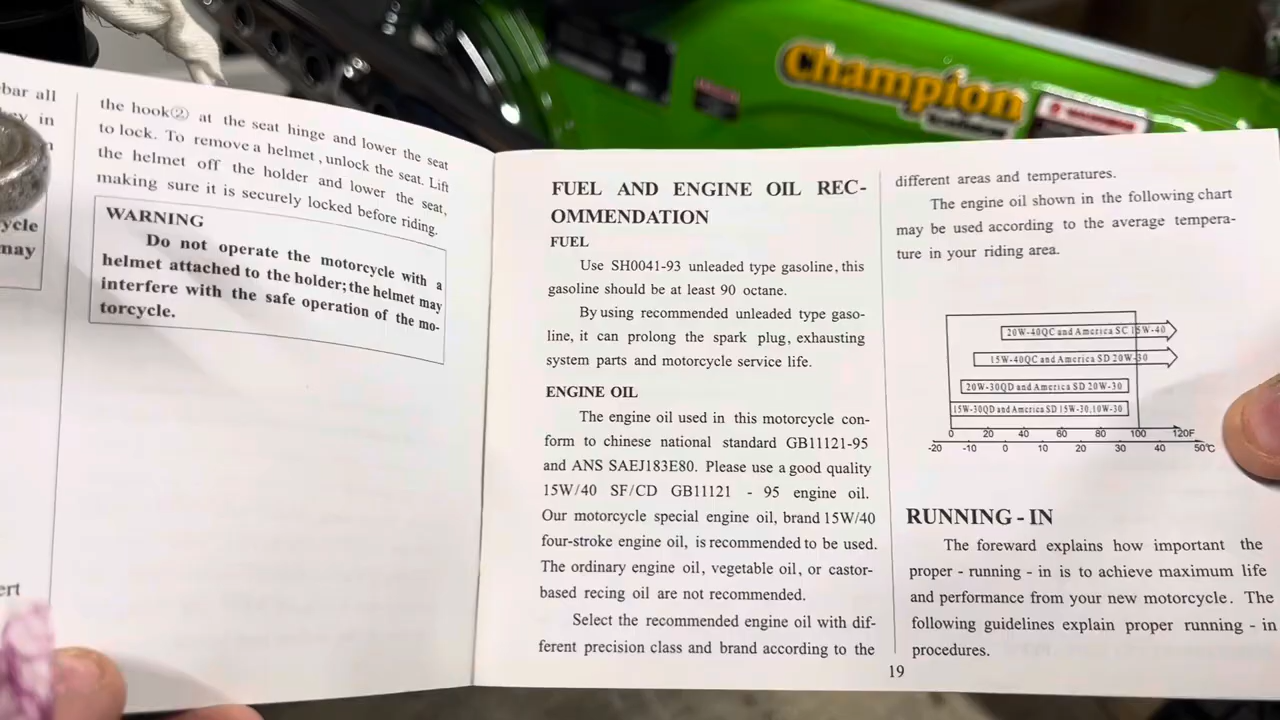 Champion
bar all
in
ycle
may
ert
the hook② at the seat hinge and lower the seat
to lock. To remove a helmet, unlock the seat. Lift
the helmet off the holder and lower the seat,
making sure it is securely locked before riding.
WARNING
Do not operate the motorcycle with a
helmet attached to the holder; the helmet may
interfere with the safe operation of the mo-
torcycle.
FUEL AND ENGINE OIL REC-
OMMENDATION
FUEL
Use SH0041-93 unleaded type gasoline, this
gasoline should be at least 90 octane.
By using recommended unleaded type gaso-
line, it can prolong the spark plug, exhausting
system parts and motorcycle service life.
ENGINE OIL
The engine oil used in this motorcycle con-
form to chinese national standard GB11121-95
and ANS SAEJ183E80. Please use a good quality
15W/40 SF/CD GB11121 - 95 engine oil.
Our motorcycle special engine oil, brand 15W/40
four-stroke engine oil, is recommended to be used.
The ordinary engine oil, vegetable oil, or castor-
based recing oil are not recommended.
Select the recommended engine oil with dif-
ferent precision class and brand according to the
different areas and temperatures.
The engine oil shown in the following chart
may be used according to the average tempera-
ture in your riding area.
20W-40QC and America SC 15W-40
15W-40QC and America SD 20W-30
20W-30QD and America SD 20W-30
15W-30QD and America SD 15W-30,10W-30
0 20 40 60 80 100 120F
-20 -10 0 10 20 30 40 50℃
RUNNING - IN
The foreward explains how important the
proper - running - in is to achieve maximum life
and performance from your new motorcycle. The
following guidelines explain proper running - in
procedures.
19